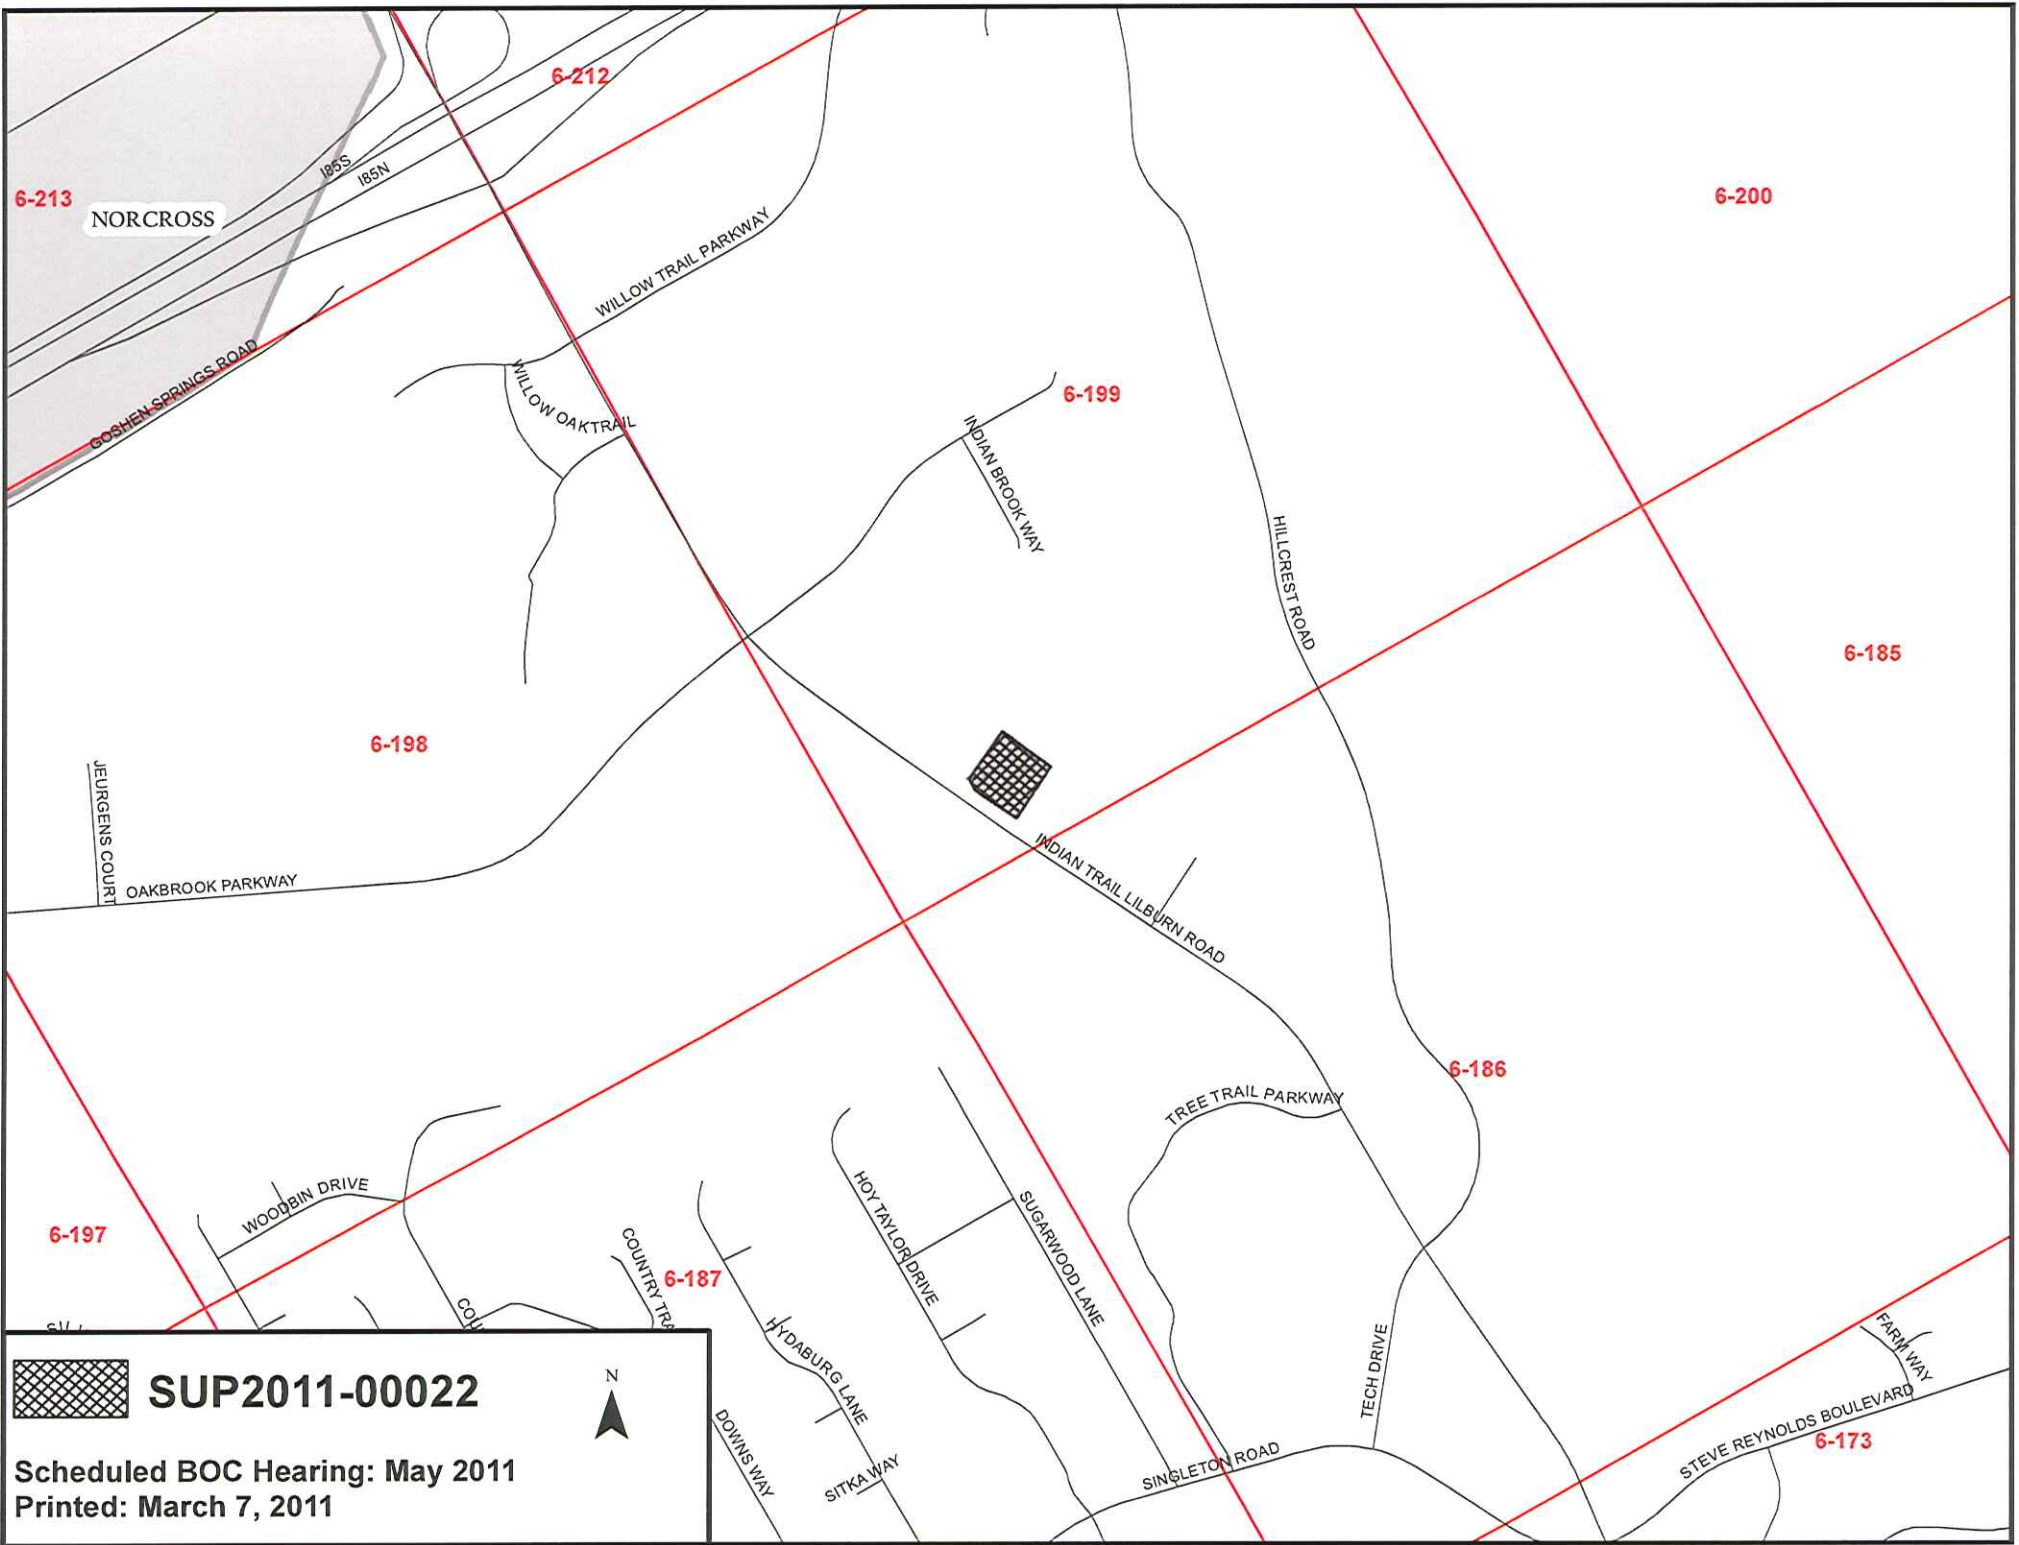 6-212
I85S
I85N
6-213
NORCROSS
6-200
WILLOW TRAIL PARKWAY
GOSHEN SPRINGS ROAD
WILLOW OAKTRAIL
6-199
INDIAN BROOK WAY
HILLCREST ROAD
6-185
6-198
JEURGENS COURT
OAKBROOK PARKWAY
INDIAN TRAIL LILBURN ROAD
6-186
TREE TRAIL PARKWAY
WOODBIN DRIVE
6-197
HOY TAYLOR DRIVE
SUGARWOOD LANE
COUNTRY TRA
6-187
COU
HYDABURG LANE
TECH DRIVE
FARM WAY
STEVE REYNOLDS BOULEVARD
6-173
DOWNS WAY
SITKA WAY
SINGLETON ROAD
SUP2011-00022
N
Scheduled BOC Hearing: May 2011
Printed: March 7, 2011